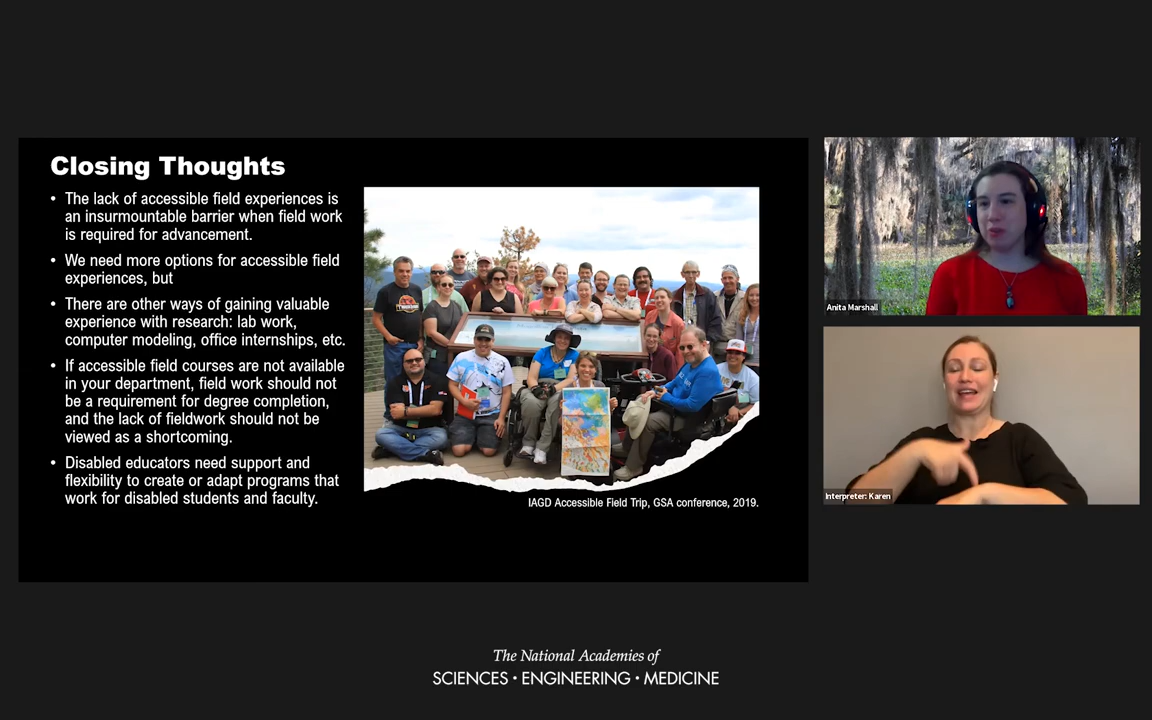 Closing Thoughts
• The lack of accessible field experiences is
an insurmountable barrier when field work
is required for advancement.
• We need more options for accessible field
experiences, but
• There are other ways of gaining valuable
experience with research: lab work,
computer modeling, office internships, etc.
• If accessible field courses are not available
in your department, field work should not
be a requirement for degree completion,
and the lack of fieldwork should not be
viewed as a shortcoming.
• Disabled educators need support and
flexibility to create or adapt programs that
work for disabled students and faculty.
IAGD Accessible Field Trip, GSA conference, 2019.
Anita Marshall
Interpreter: Karen
The National Academies of
SCIENCES • ENGINEERING • MEDICINE